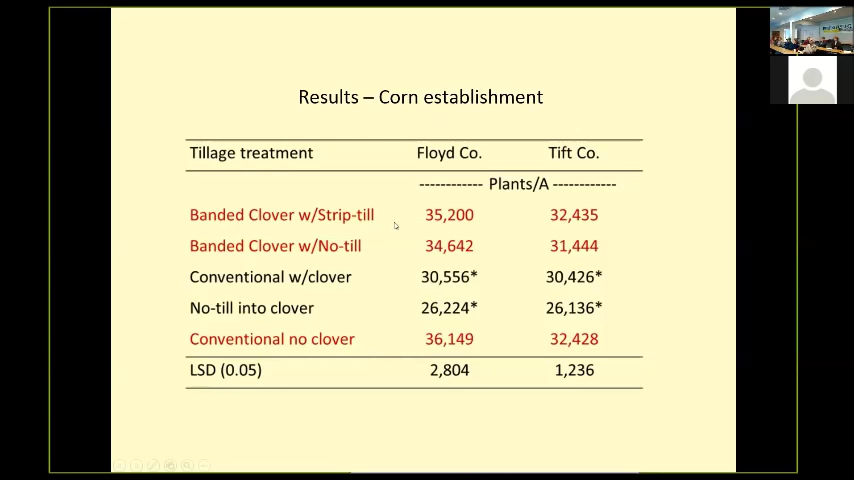 Results – Corn establishment
Tillage treatment Floyd Co. Tift Co.
------------ Plants/A ------------
Banded Clover w/Strip-till 35,200 32,435
Banded Clover w/No-till 34,642 31,444
Conventional w/clover 30,556* 30,426*
No-till into clover 26,224* 26,136*
Conventional no clover 36,149 32,428
LSD (0.05) 2,804 1,236